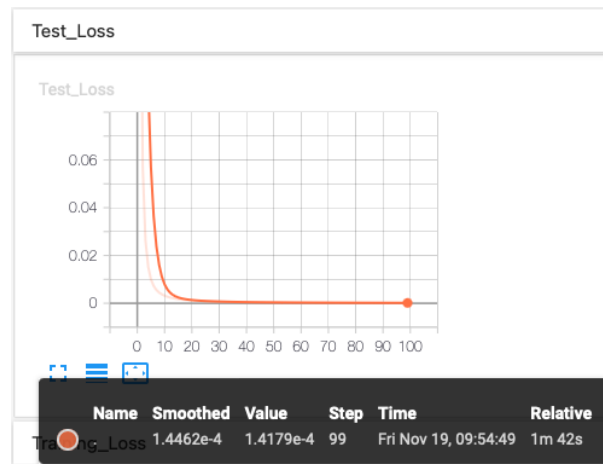 Test_Loss
Test_Loss
0.06
0.04
0.02
0
0 10 20 30 40 50 60 70 80 90 100
Name Smoothed Value Step Time Relative
. 1.4462e-4 1.4179e-4 99 Fri Nov 19, 09:54:49 1m 42s
Training_Loss